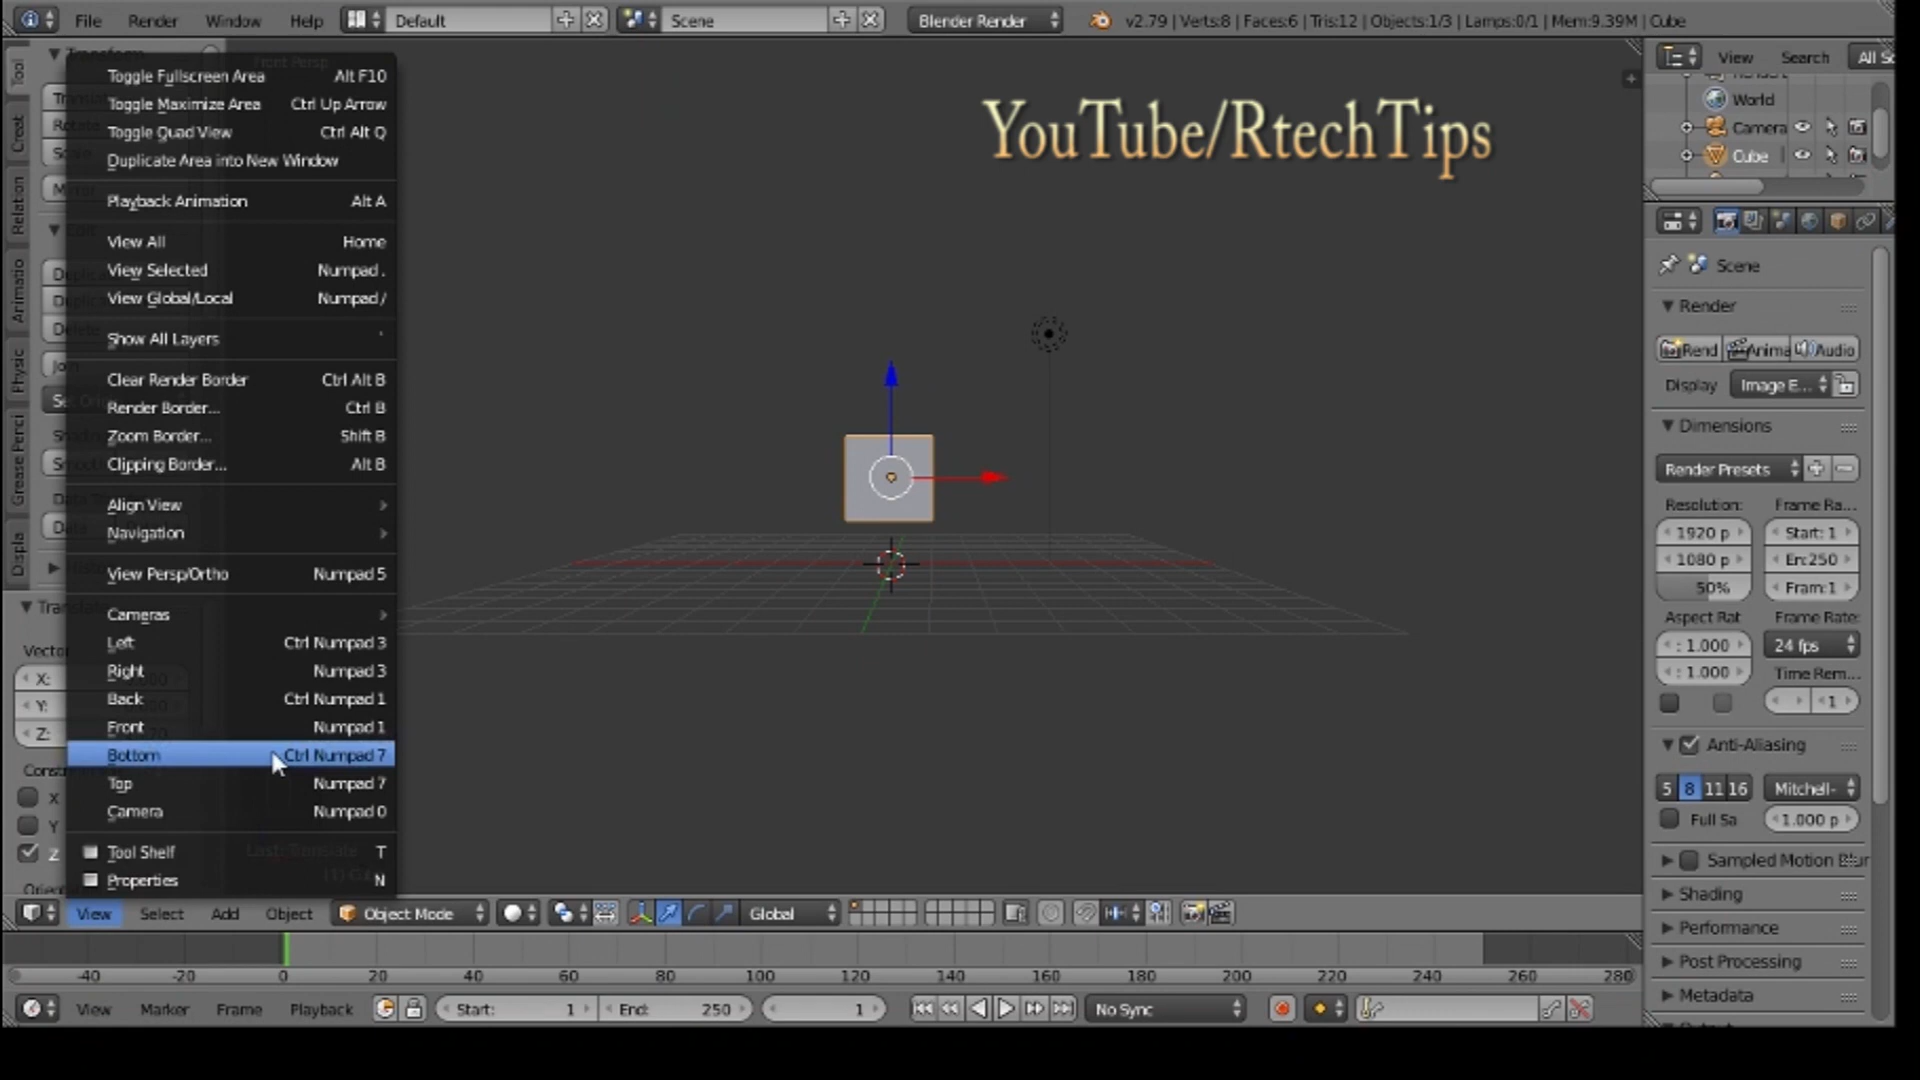 File Render Window Help Default Scene Blender Render v2.79 | Verts:8 | Faces:6 | Tris:12 | Objects:1/3 | Lamps:0/1 | Mem:9.39M | Cube
YouTube/RtechTips
Tool
Creat
Relation
Animatio
Physic
Grease Penci
Displa
Toggle Fullscreen Area Alt F10
Toggle Maximize Area Ctrl Up Arrow
Toggle Quad View Ctrl Alt Q
Duplicate Area into New Window
Playback Animation Alt A
View All Home
View Selected Numpad .
View Global/Local Numpad /
Show All Layers `
Clear Render Border Ctrl Alt B
Render Border... Ctrl B
Zoom Border... Shift B
Clipping Border... Alt B
Align View
Navigation
View Persp/Ortho Numpad 5
Cameras
Left Ctrl Numpad 3
Right Numpad 3
Back Ctrl Numpad 1
Front Numpad 1
Bottom Ctrl Numpad 7
Top Numpad 7
Camera Numpad 0
Tool Shelf T
Properties N
Vecto
X:
Y:
Z:
X
Y
Z
View Select Add Object Object Mode Global
-40 -20 0 20 40 60 80 100 120 140 160 180 200 220 240 260 280
View Marker Frame Playback Start: 1 End: 250 1 No Sync
View Search All Sc
World
Camera
Cube
Scene
Render
Rend Anima Audio
Display Image E...
Dimensions
Render Presets
Resolution: Frame Ra...
1920 p Start: 1
1080 p En:250
50% Fram:1
Aspect Rat Frame Rate:
: 1.000 24 fps
: 1.000 Time Rem...
1
Anti-Aliasing
5 8 11 16 Mitchell-
Full Sa 1.000 p
Sampled Motion Blur
Shading
Performance
Post Processing
Metadata